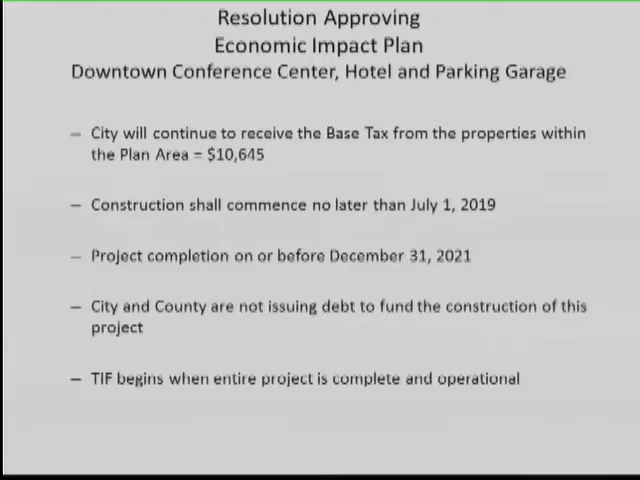 Resolution Approving
Economic Impact Plan
Downtown Conference Center, Hotel and Parking Garage
– City will continue to receive the Base Tax from the properties within
the Plan Area = $10,645
– Construction shall commence no later than July 1, 2019
– Project completion on or before December 31, 2021
– City and County are not issuing debt to fund the construction of this
project
– TIF begins when entire project is complete and operational